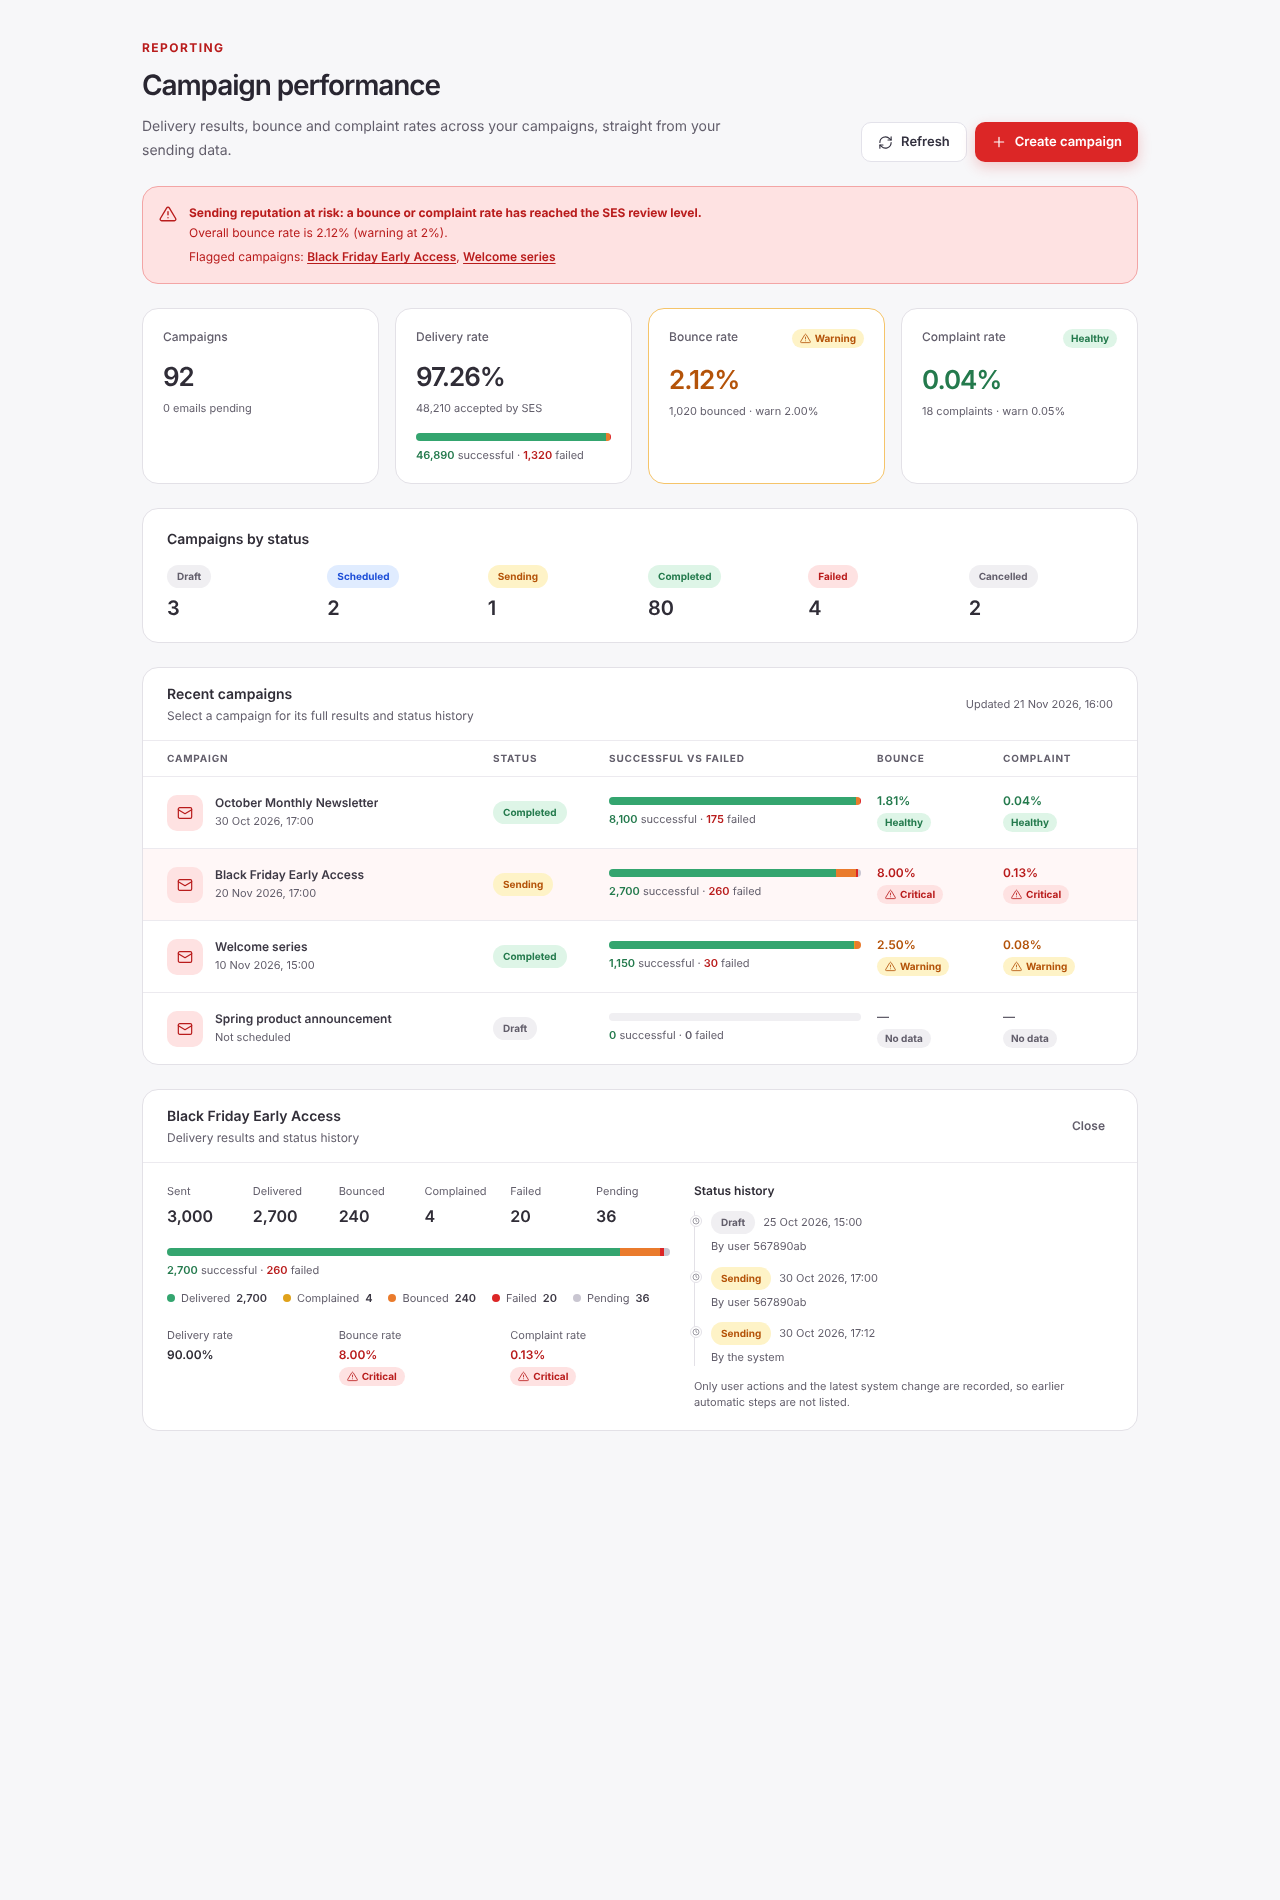 REPORTING
Campaign performance
Delivery results, bounce and complaint rates across your campaigns, straight from your
sending data.
Refresh
Create campaign
Sending reputation at risk: a bounce or complaint rate has reached the SES review level.
Overall bounce rate is 2.12% (warning at 2%).
Flagged campaigns: Black Friday Early Access, Welcome series
Campaigns
92
0 emails pending
Delivery rate
97.26%
48,210 accepted by SES
46,890 successful · 1,320 failed
Bounce rate
Warning
2.12%
1,020 bounced · warn 2.00%
Complaint rate
Healthy
0.04%
18 complaints · warn 0.05%
Campaigns by status
Draft
3
Scheduled
2
Sending
1
Completed
80
Failed
4
Cancelled
2
Recent campaigns
Select a campaign for its full results and status history
Updated 21 Nov 2026, 16:00
CAMPAIGN STATUS SUCCESSFUL VS FAILED BOUNCE COMPLAINT
October Monthly Newsletter
30 Oct 2026, 17:00
Completed
8,100 successful · 175 failed
1.81%
Healthy
0.04%
Healthy
Black Friday Early Access
20 Nov 2026, 17:00
Sending
2,700 successful · 260 failed
8.00%
Critical
0.13%
Critical
Welcome series
10 Nov 2026, 15:00
Completed
1,150 successful · 30 failed
2.50%
Warning
0.08%
Warning
Spring product announcement
Not scheduled
Draft
0 successful · 0 failed
—
No data
—
No data
Black Friday Early Access
Delivery results and status history
Close
Sent
3,000
Delivered
2,700
Bounced
240
Complained
4
Failed
20
Pending
36
2,700 successful · 260 failed
Delivered 2,700
Complained 4
Bounced 240
Failed 20
Pending 36
Delivery rate
90.00%
Bounce rate
8.00%
Critical
Complaint rate
0.13%
Critical
Status history
Draft 25 Oct 2026, 15:00
By user 567890ab
Sending 30 Oct 2026, 17:00
By user 567890ab
Sending 30 Oct 2026, 17:12
By the system
Only user actions and the latest system change are recorded, so earlier
automatic steps are not listed.